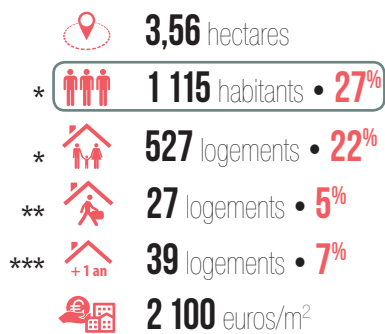 3,56 hectares
* 1 115 habitants • 27%
* 527 logements • 22%
** 27 logements • 5%
*** + 1 an 39 logements • 7%
€ 2 100 euros/m²